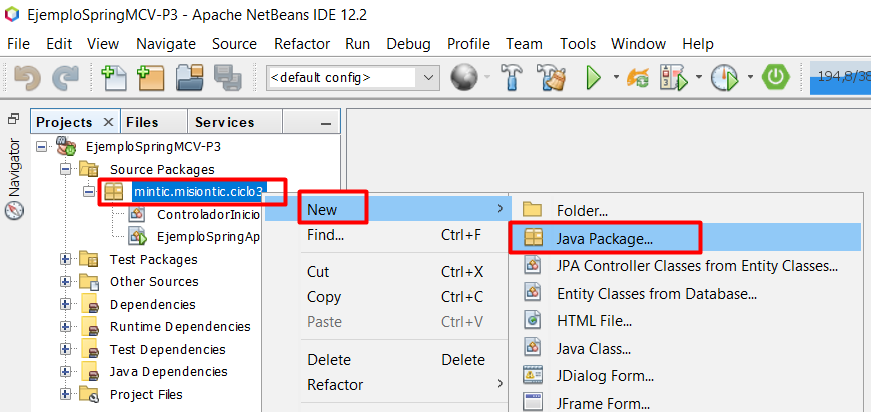 EjemploSpringMCV-P3 - Apache NetBeans IDE 12.2
File Edit View Navigate Source Refactor Run Debug Profile Team Tools Window Help
<default config>
194,8/38
Projects × Files Services
Navigator
EjemploSpringMCV-P3
Source Packages
mintic.misiontic.ciclo3
ControladorInicio
EjemploSpringAp
Test Packages
Other Sources
Dependencies
Runtime Dependencies
Test Dependencies
Java Dependencies
Project Files
New
Find... Ctrl+F
Cut Ctrl+X
Copy Ctrl+C
Paste Ctrl+V
Delete Delete
Refactor
Folder...
Java Package...
JPA Controller Classes from Entity Classes...
Entity Classes from Database...
HTML File...
Java Class...
JDialog Form...
JFrame Form...